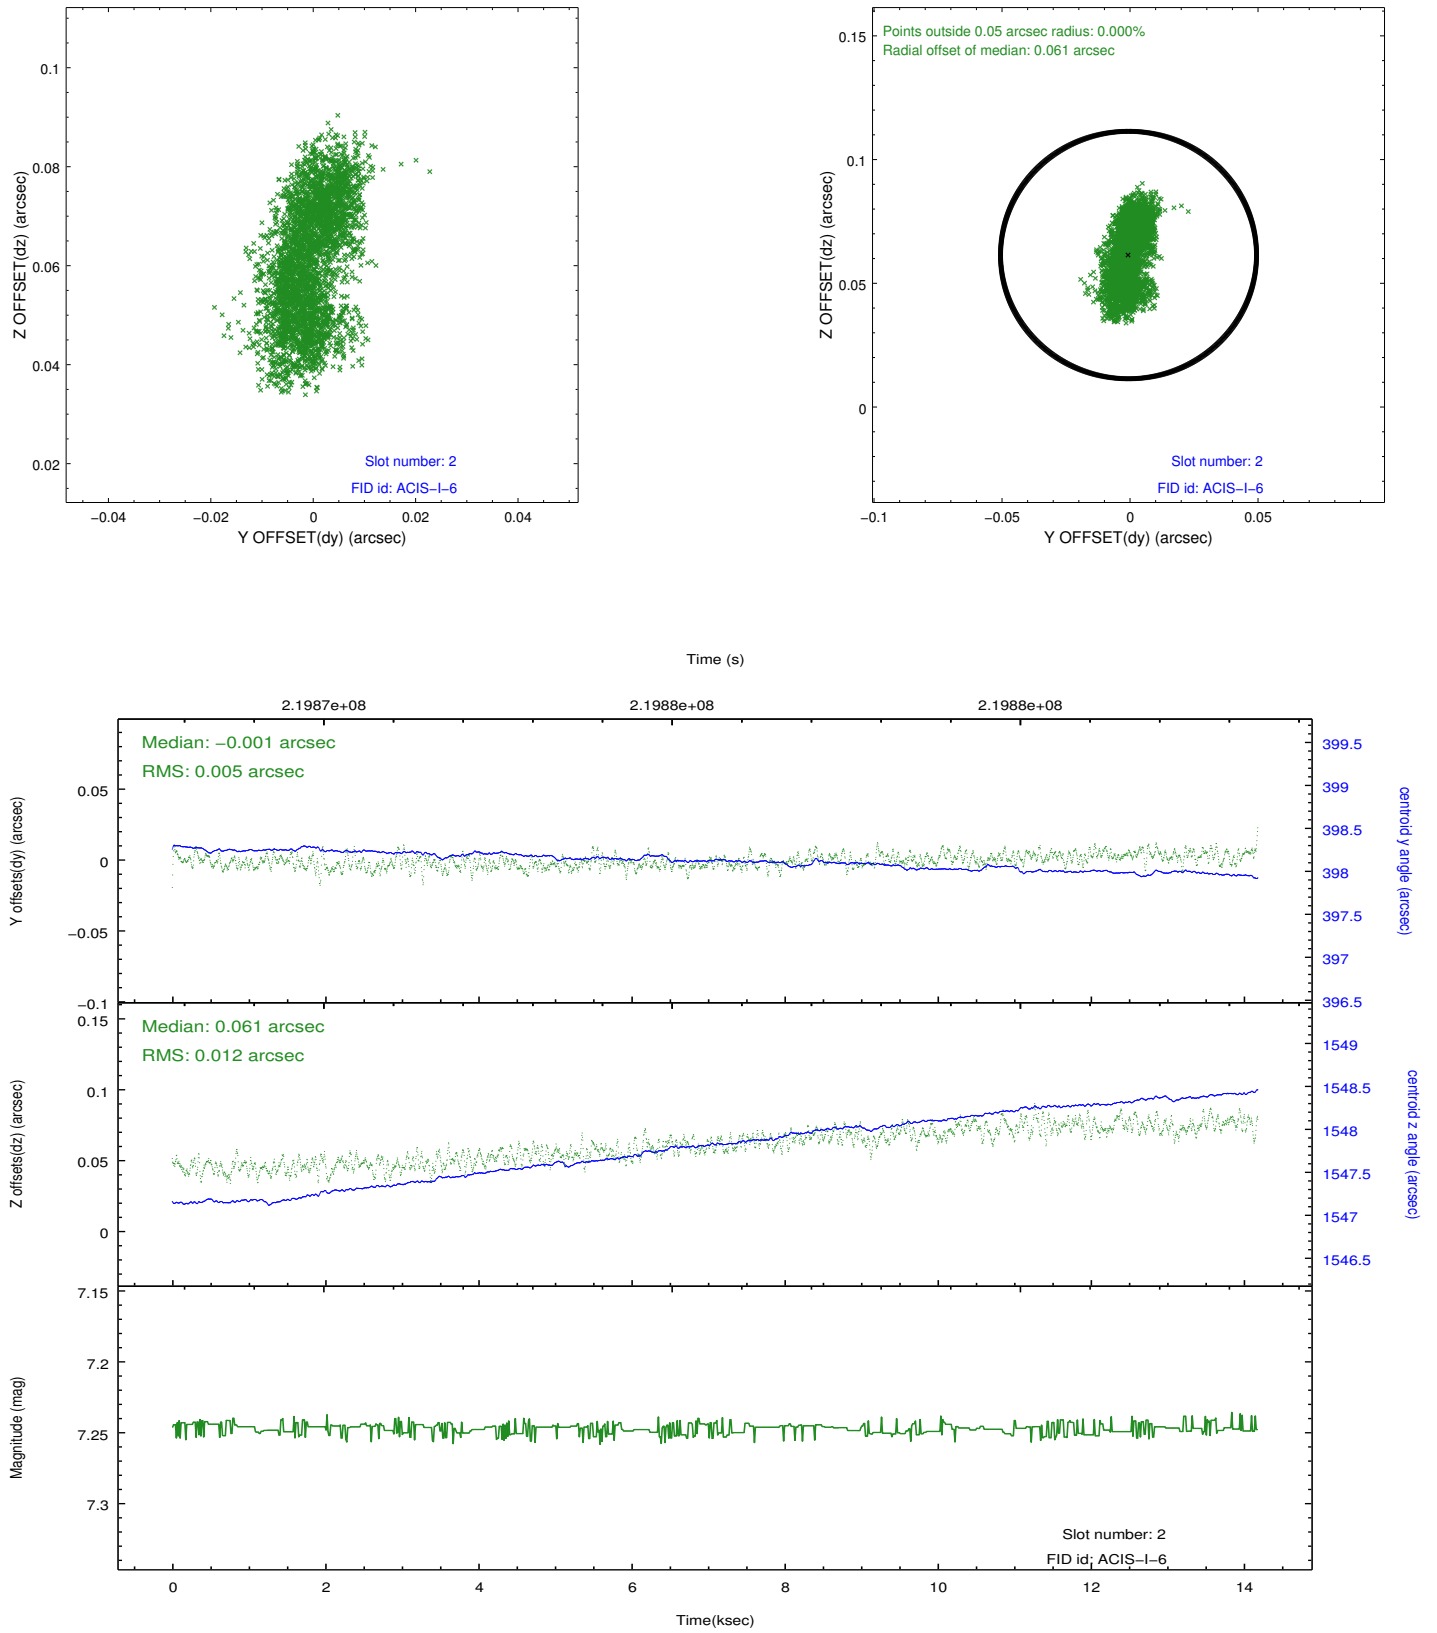 0.1
0.08
0.06
0.04
0.02
Z OFFSET(dz) (arcsec)
Slot number: 2
FID id: ACIS−I−6
−0.04
−0.02
0
0.02
0.04
Y OFFSET(dy) (arcsec)
Points outside 0.05 arcsec radius: 0.000%
Radial offset of median: 0.061 arcsec
0.15
0.1
0.05
0
Z OFFSET(dz) (arcsec)
Slot number: 2
FID id: ACIS−I−6
−0.1
−0.05
0
0.05
Y OFFSET(dy) (arcsec)
Time (s)
2.1987e+08
2.1988e+08
2.1988e+08
Median: −0.001 arcsec
RMS: 0.005 arcsec
0.05
0
−0.05
−0.1
Y offsets(dy) (arcsec)
399.5
399
398.5
398
397.5
397
396.5
centroid y angle (arcsec)
Median: 0.061 arcsec
RMS: 0.012 arcsec
0.15
0.1
0.05
0
Z offsets(dz) (arcsec)
1549
1548.5
1548
1547.5
1547
1546.5
centroid z angle (arcsec)
7.15
7.2
7.25
7.3
Magnitude (mag)
Slot number: 2
FID id: ACIS−I−6
0
2
4
6
8
10
12
14
Time(ksec)